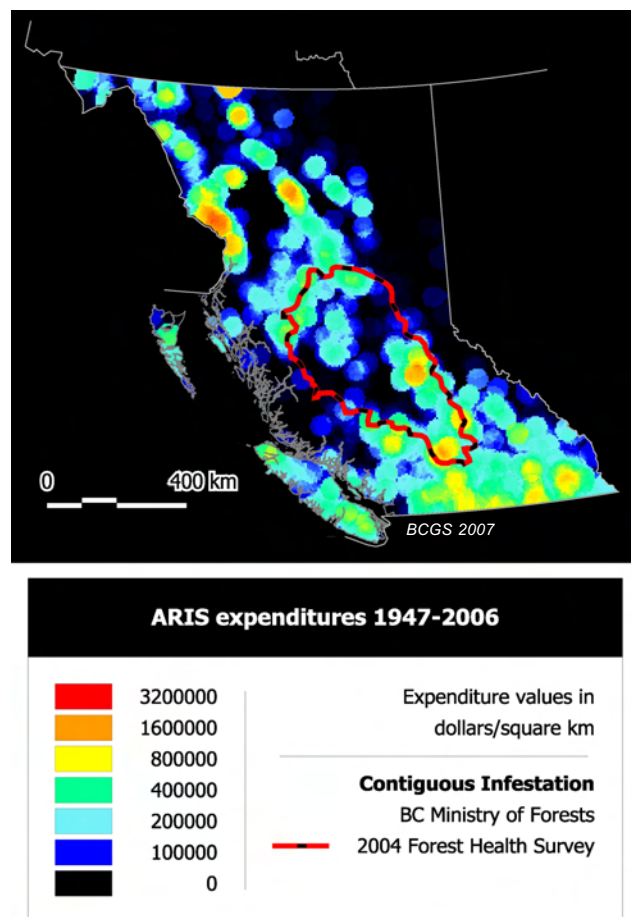 0 400 km
BCGS 2007
ARIS expenditures 1947-2006
3200000
1600000
800000
400000
200000
100000
0
Expenditure values in
dollars/square km
Contiguous Infestation
BC Ministry of Forests
2004 Forest Health Survey